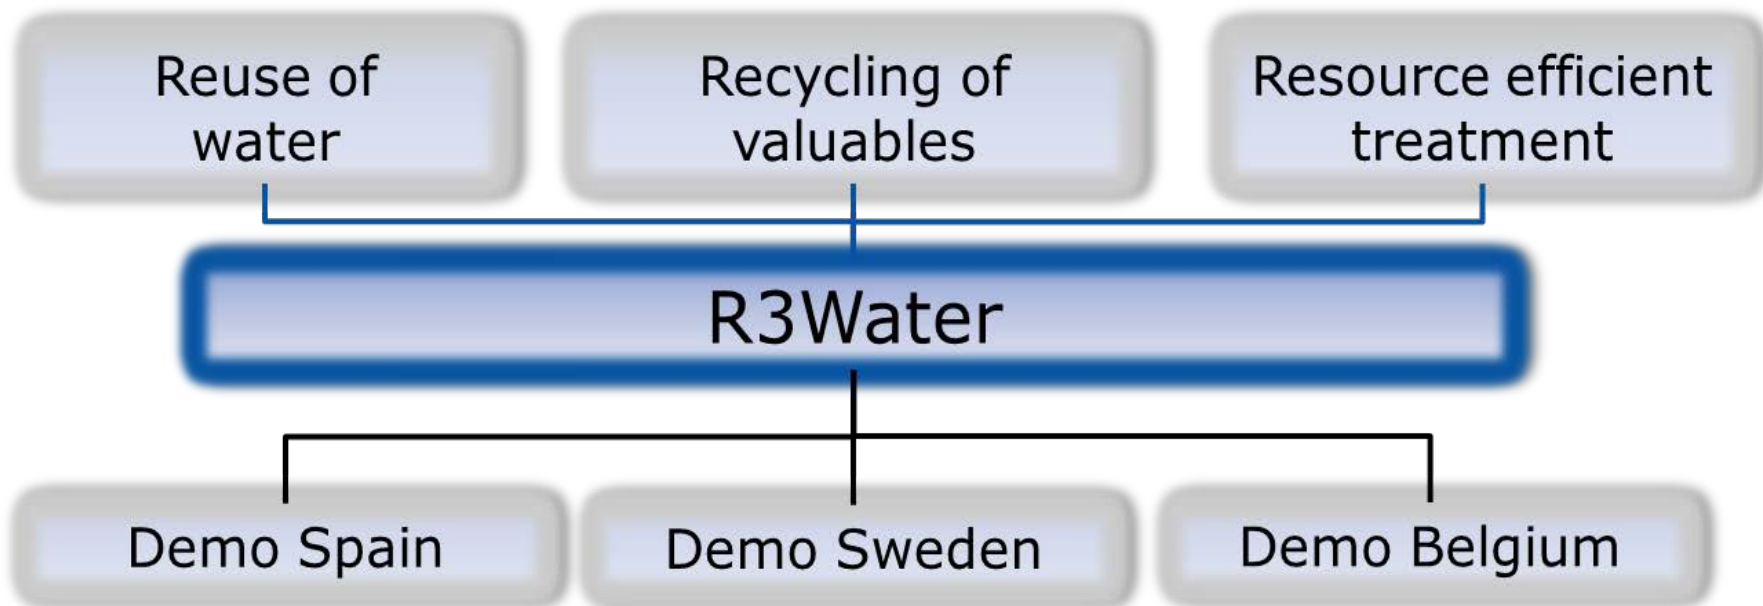 Reuse of
water
Recycling of
valuables
Resource efficient
treatment
R3Water
Demo Spain
Demo Sweden
Demo Belgium